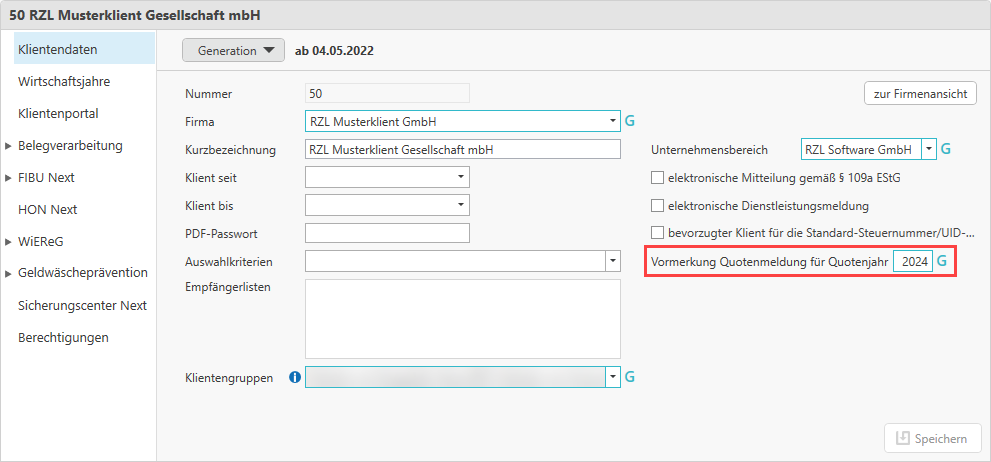 50 RZL Musterklient Gesellschaft mbH
Klientendaten
Wirtschaftsjahre
Klientenportal
Belegverarbeitung
FIBU Next
HON Next
WiEReG
Geldwäscheprävention
Sicherungscenter Next
Berechtigungen
Generation ab 04.05.2022
Nummer 50 zur Firmenansicht
Firma RZL Musterklient GmbH G
Kurzbezeichnung RZL Musterklient Gesellschaft mbH Unternehmensbereich RZL Software GmbH G
Klient seit elektronische Mitteilung gemäß § 109a EStG
Klient bis elektronische Dienstleistungsmeldung
PDF-Passwort bevorzugter Klient für die Standard-Steuernummer/UID-...
Auswahlkriterien Vormerkung Quotenmeldung für Quotenjahr 2024 G
Empfängerlisten
Klientengruppen G
Speichern